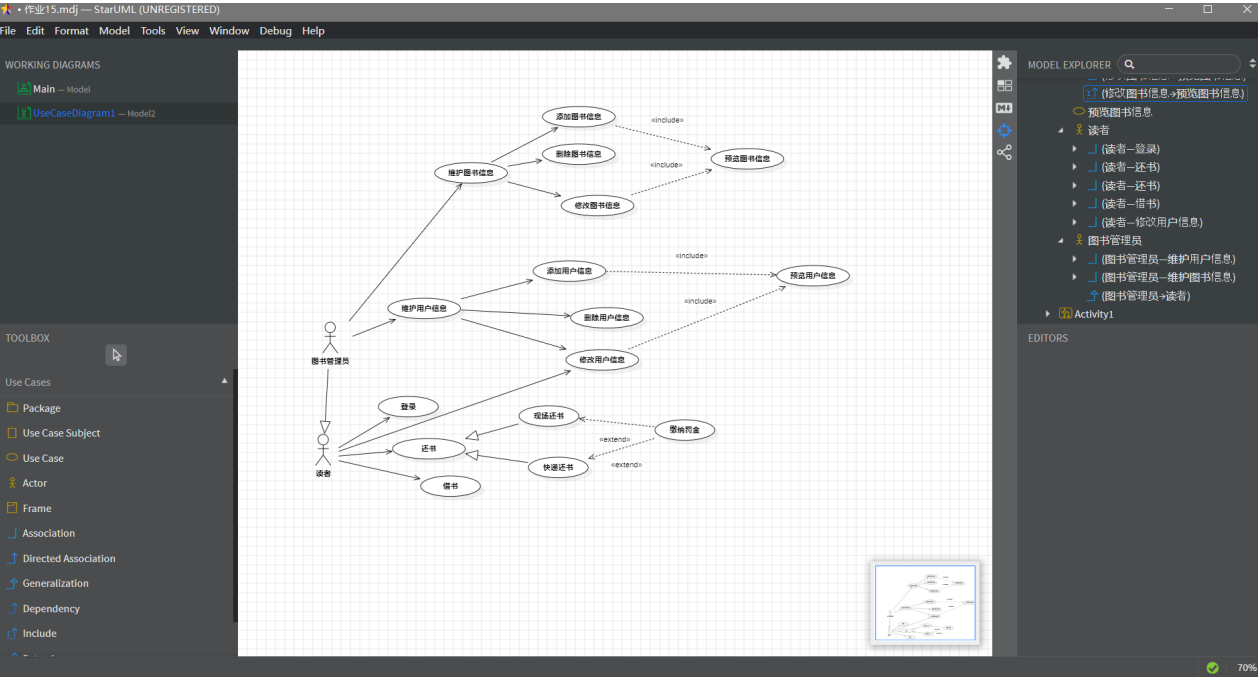 • 作业15.mdj — StarUML (UNREGISTERED)
File Edit Format Model Tools View Window Debug Help
WORKING DIAGRAMS
Main — Model
UseCaseDiagram1 — Model2
TOOLBOX
Use Cases
Package
Use Case Subject
Use Case
Actor
Frame
Association
Directed Association
Generalization
Dependency
Include
添加图书信息
«include»
删除图书信息
预览图书信息
«include»
维护图书信息
修改图书信息
«include»
添加用户信息
预览用户信息
«include»
维护用户信息
删除用户信息
图书管理员
修改用户信息
登录
现场还书
缴纳罚金
«extend»
还书
快递还书
«extend»
读者
借书
MODEL EXPLORER
(修改图书信息→预览图书信息)
预览图书信息
读者
(读者—登录)
(读者—还书)
(读者—还书)
(读者—借书)
(读者—修改用户信息)
图书管理员
(图书管理员—维护用户信息)
(图书管理员—维护图书信息)
(图书管理员→读者)
Activity1
EDITORS
70%